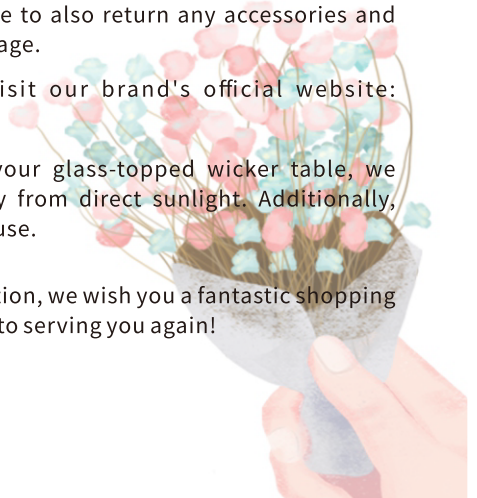 e to also return any accessories and
age.
isit our brand's official website:
your glass-topped wicker table, we
y from direct sunlight. Additionally,
use.
tion, we wish you a fantastic shopping
to serving you again!